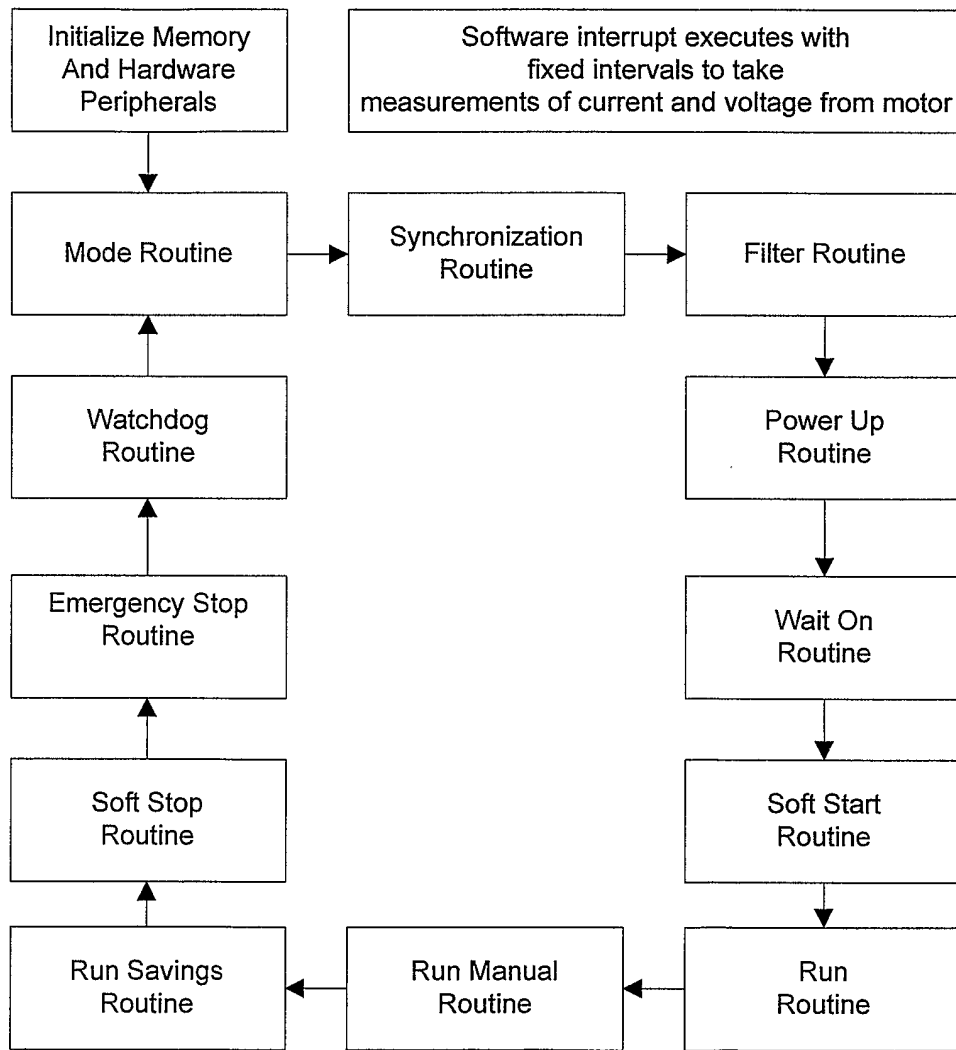 Initialize Memory
And Hardware
Peripherals
Software interrupt executes with
fixed intervals to take
measurements of current and voltage from motor
Mode Routine
Synchronization
Routine
Filter Routine
Watchdog
Routine
Power Up
Routine
Emergency Stop
Routine
Wait On
Routine
Soft Stop
Routine
Soft Start
Routine
Run Savings
Routine
Run Manual
Routine
Run
Routine